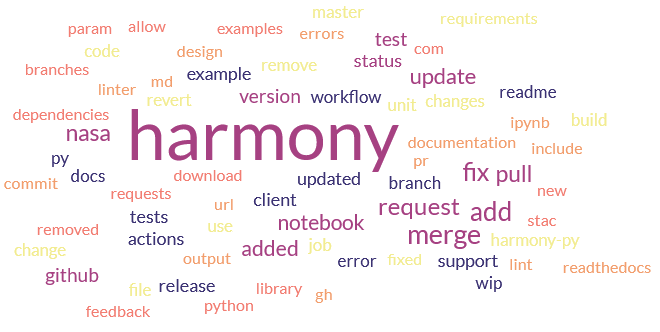 master
param allow examples requirements
errors
code design test com
branches example remove status
linter md update
revert version workflow unit changes readme
dependencies
nasa harmony ipynb build
documentation
py pr include
docs download updated branch fix pull
commit requests new
url client request add
tests notebook stac
removed actions use merge harmony-py
change added job
output error fixed support lint readthedocs
github
file release library gh wip
feedback python